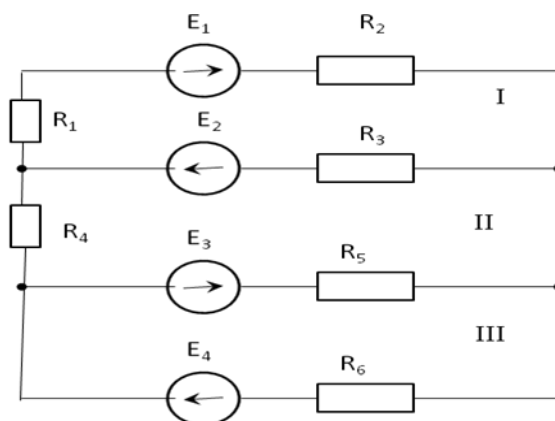 E₁ R₂
I
R₁ E₂ R₃
R₄ II
E₃ R₅
III
E₄ R₆